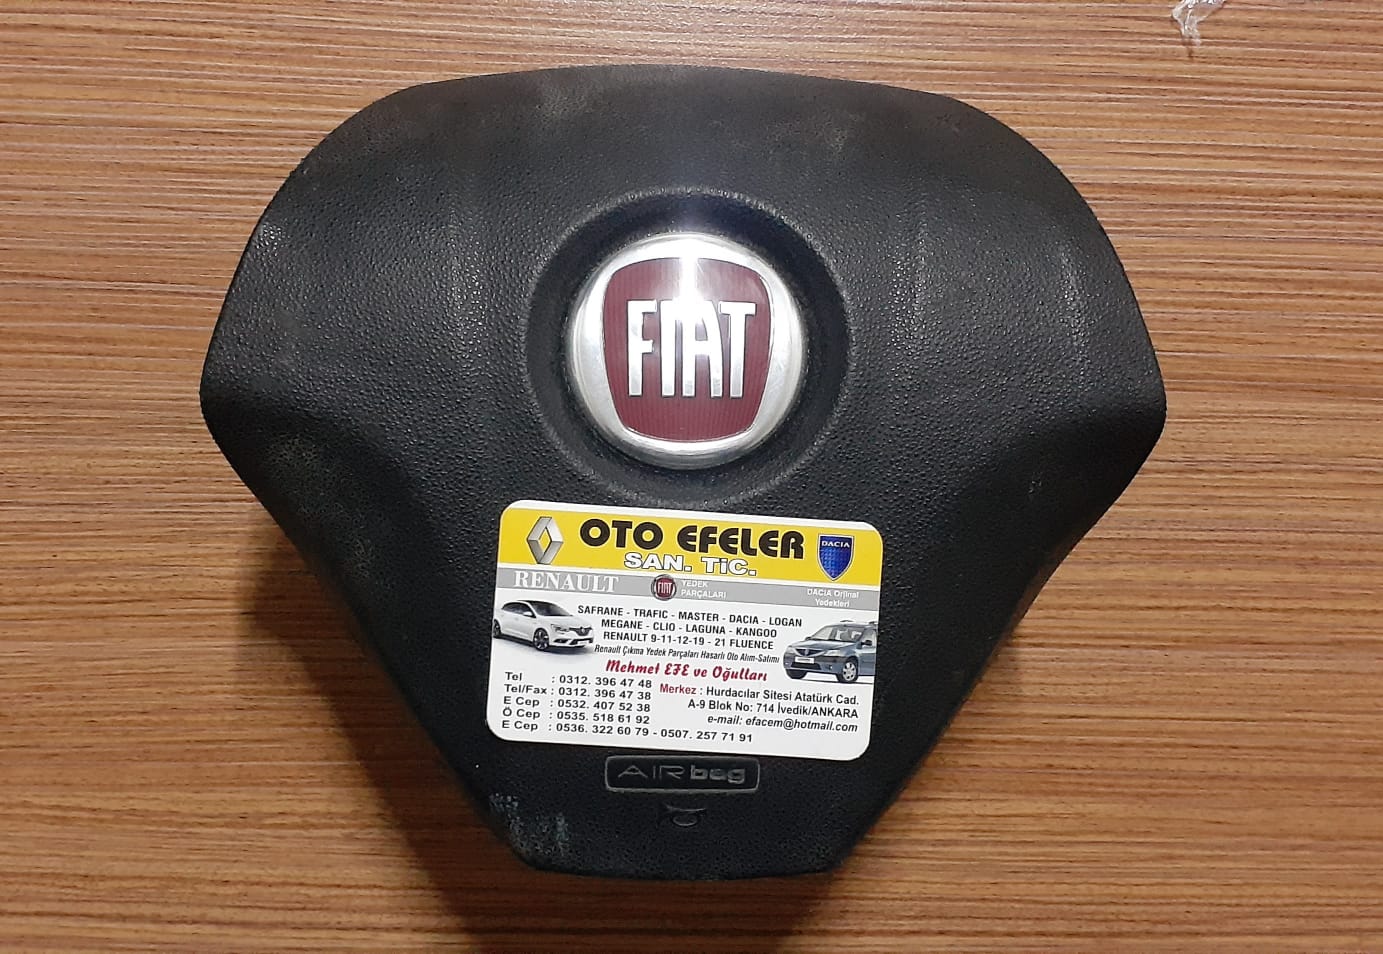 FIAT
OTO EFELER
DACIA
SAN. TiC.
RENAULT
FIAT
YEDEK
PARÇALARI
DACIA Orjinal
Yedekleri
SAFRANE - TRAFIC - MASTER - DACIA - LOGAN
MEGANE - CLIO - LAGUNA - KANGOO
RENAULT 9-11-12-19 - 21 FLUENCE
Renault Çıkma Yedek Parçaları Hasarlı Oto Alım-Satımı
Mehmet EFE ve Oğulları
Tel : 0312. 396 47 48
Tel/Fax : 0312. 396 47 38
E Cep : 0532. 407 52 38
Ö Cep : 0535. 518 61 92
E Cep : 0536. 322 60 79 - 0507. 257 71 91
Merkez : Hurdacılar Sitesi Atatürk Cad.
A-9 Blok No: 714 İvedik/ANKARA
e-mail: efacem@hotmail.com
AIRbag